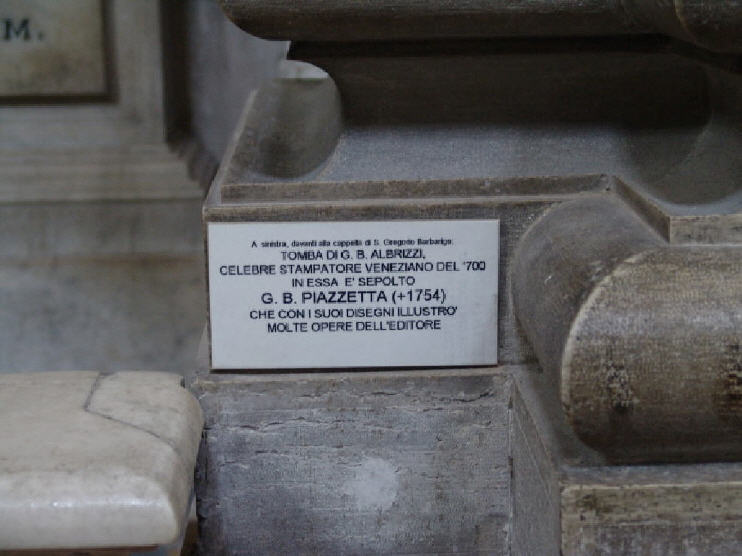 M.
A sinistra, davanti alla cappella di S. Gregorio Barbarigo:
TOMBA DI G. B. ALBRIZZI,
CELEBRE STAMPATORE VENEZIANO DEL '700
IN ESSA E' SEPOLTO
G. B. PIAZZETTA (+1754)
CHE CON I SUOI DISEGNI ILLUSTRO'
MOLTE OPERE DELL'EDITORE